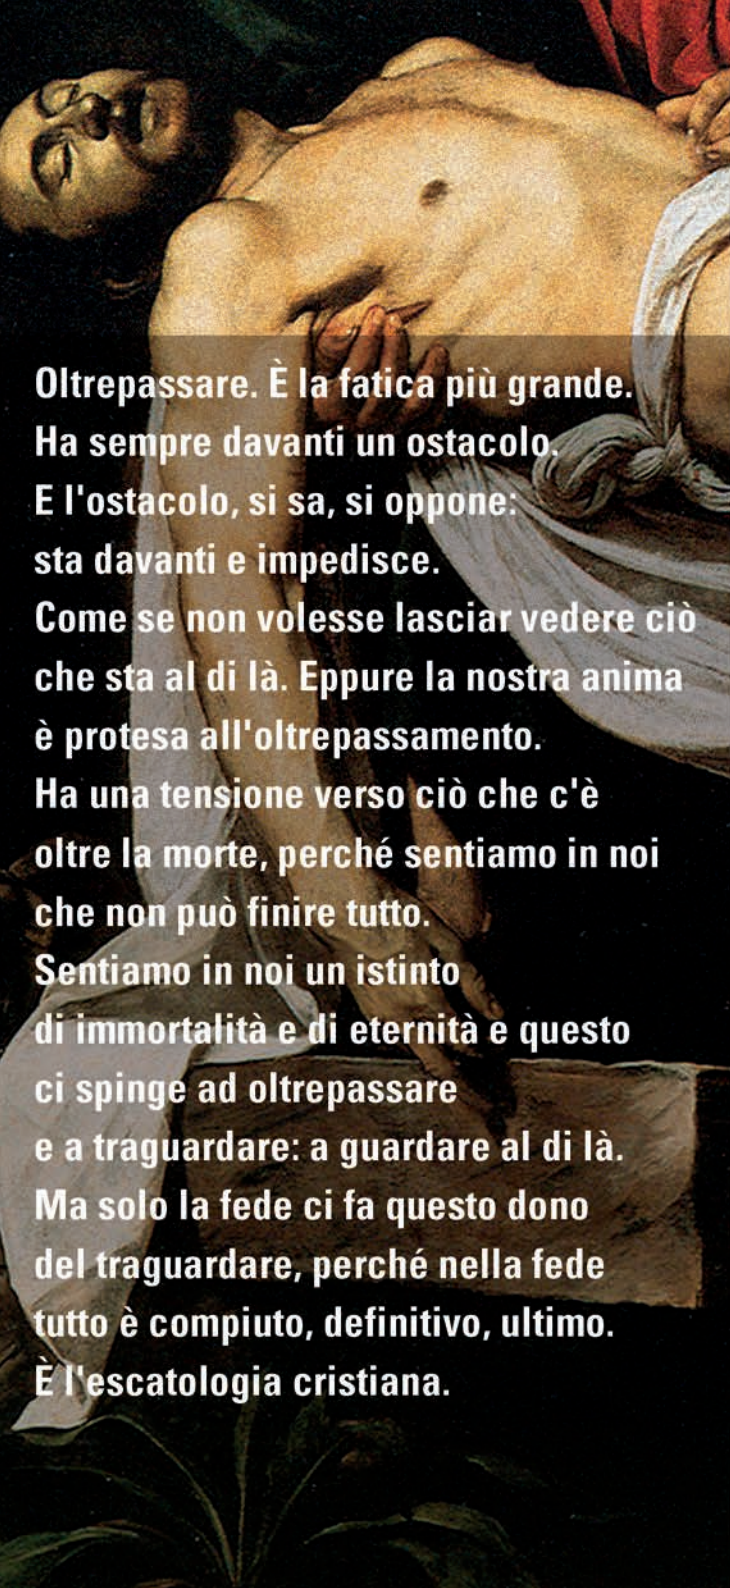 Oltrepassare. È la fatica più grande.
Ha sempre davanti un ostacolo.
E l'ostacolo, si sa, si oppone:
sta davanti e impedisce.
Come se non volesse lasciar vedere ciò
che sta al di là. Eppure la nostra anima
è protesa all'oltrepassamento.
Ha una tensione verso ciò che c'è
oltre la morte, perché sentiamo in noi
che non può finire tutto.
Sentiamo in noi un istinto
di immortalità e di eternità e questo
ci spinge ad oltrepassare
e a traguardare: a guardare al di là.
Ma solo la fede ci fa questo dono
del traguardare, perché nella fede
tutto è compiuto, definitivo, ultimo.
È l'escatologia cristiana.